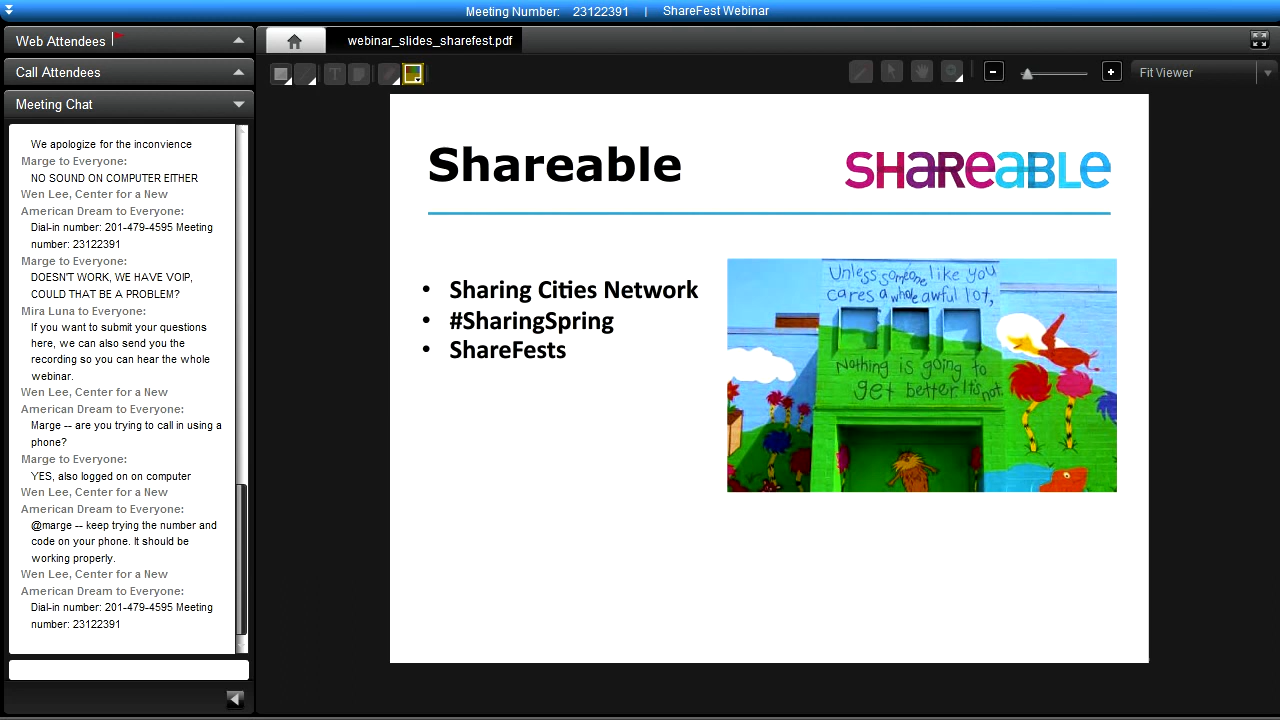 Meeting Number: 23122391 | ShareFest Webinar
Web Attendees
Call Attendees
Meeting Chat
We apologize for the inconvience
Marge to Everyone:
NO SOUND ON COMPUTER EITHER
Wen Lee, Center for a New
American Dream to Everyone:
Dial-in number: 201-479-4595 Meeting
number: 23122391
Marge to Everyone:
DOESN'T WORK, WE HAVE VOIP,
COULD THAT BE A PROBLEM?
Mira Luna to Everyone:
If you want to submit your questions
here, we can also send you the
recording so you can hear the whole
webinar.
Wen Lee, Center for a New
American Dream to Everyone:
Marge -- are you trying to call in using a
phone?
Marge to Everyone:
YES, also logged on on computer
Wen Lee, Center for a New
American Dream to Everyone:
@marge -- keep trying the number and
code on your phone. It should be
working properly.
Wen Lee, Center for a New
American Dream to Everyone:
Dial-in number: 201-479-4595 Meeting
number: 23122391
webinar_slides_sharefest.pdf
T
Fit Viewer
Shareable
SHaReaBLe
• Sharing Cities Network
• #SharingSpring
• ShareFests
Unless someone like you
cares a whole awful lot,
Nothing is going to
get better. It's not.